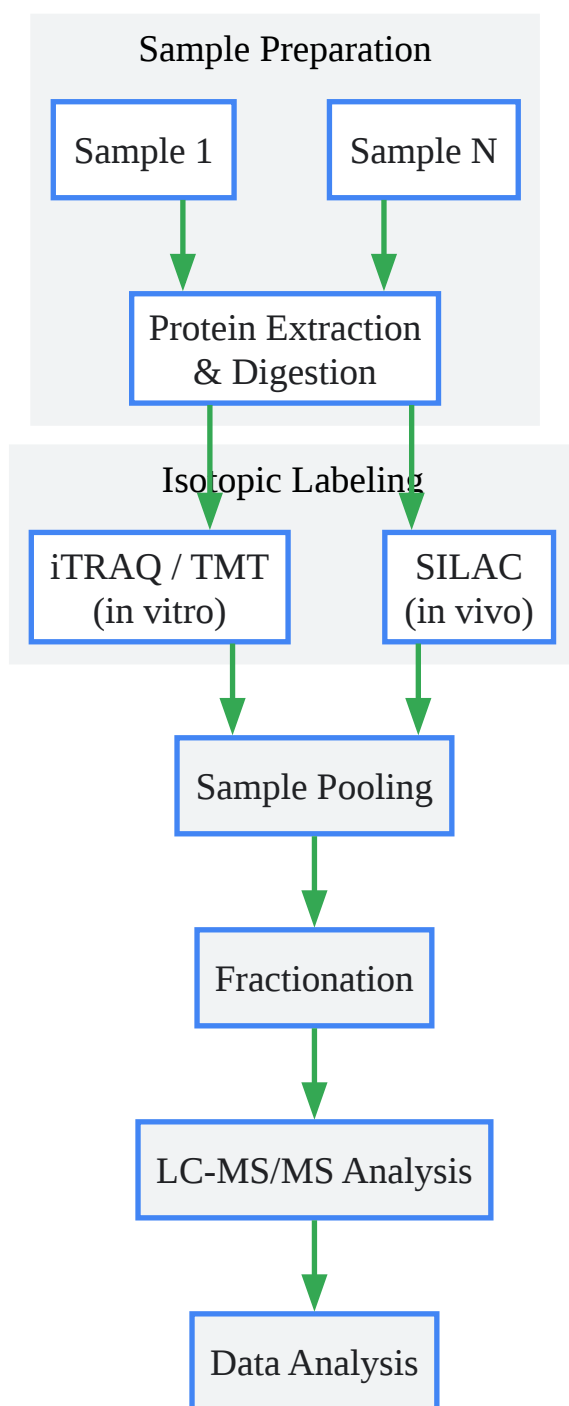 Sample Preparation
Sample 1
Sample N
Protein Extraction
& Digestion
Isotopic Labeling
iTRAQ / TMT
(in vitro)
SILAC
(in vivo)
Sample Pooling
Fractionation
LC-MS/MS Analysis
Data Analysis